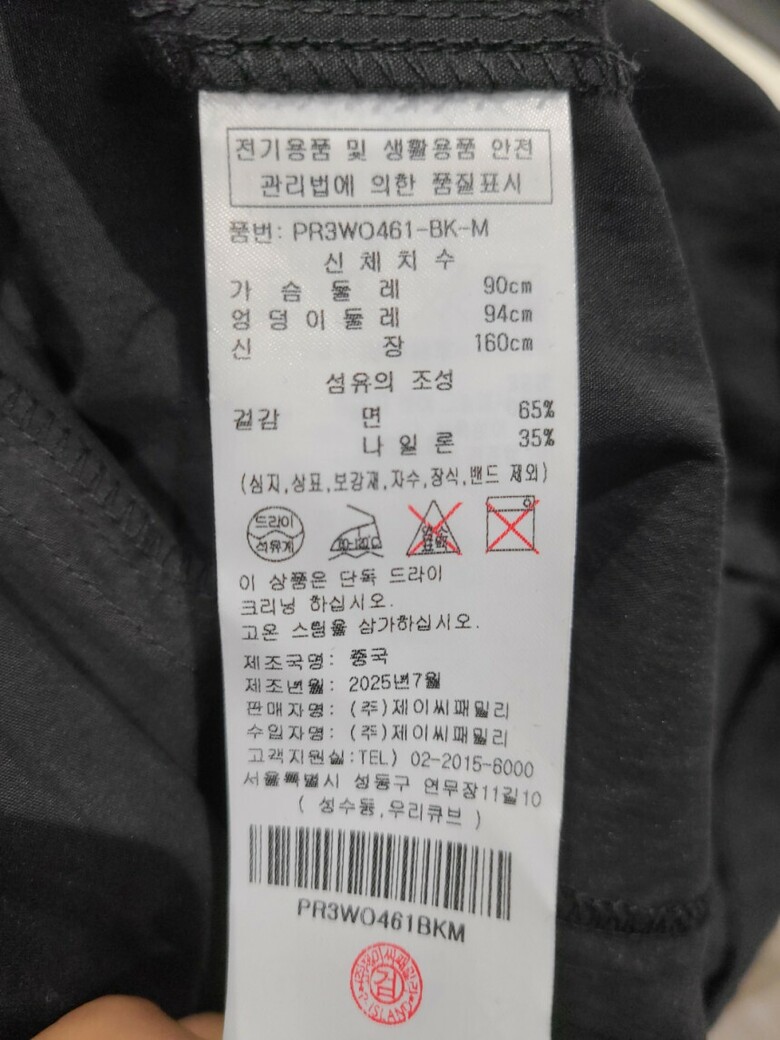 전기용품 및 생활용품 안전
관리법에 의한 품질표시
품번: PR3WO461-BK-M
신 체 치 수
가 슴 둘 레 90cm
엉 덩 이 둘 레 94cm
신 장 160cm
섬유의 조성
겉감 면 65%
나 일 론 35%
(심지,상표,보강재,자수,장식,밴드 제외)
드라이
석유계
이 상품은 단독 드라이
크리닝 하십시오.
고온 스팀을 삼가하십시오.
제조국명: 중국
제조년월: 2025년7월
판매자명: (주)제이씨패밀리
수입자명: (주)제이씨패밀리
고객지원실:TEL) 02-2015-6000
서울특별시 성동구 연무장11길10
( 성수동,우리큐브 )
PR3WO461BKM
검
P.ISLAND